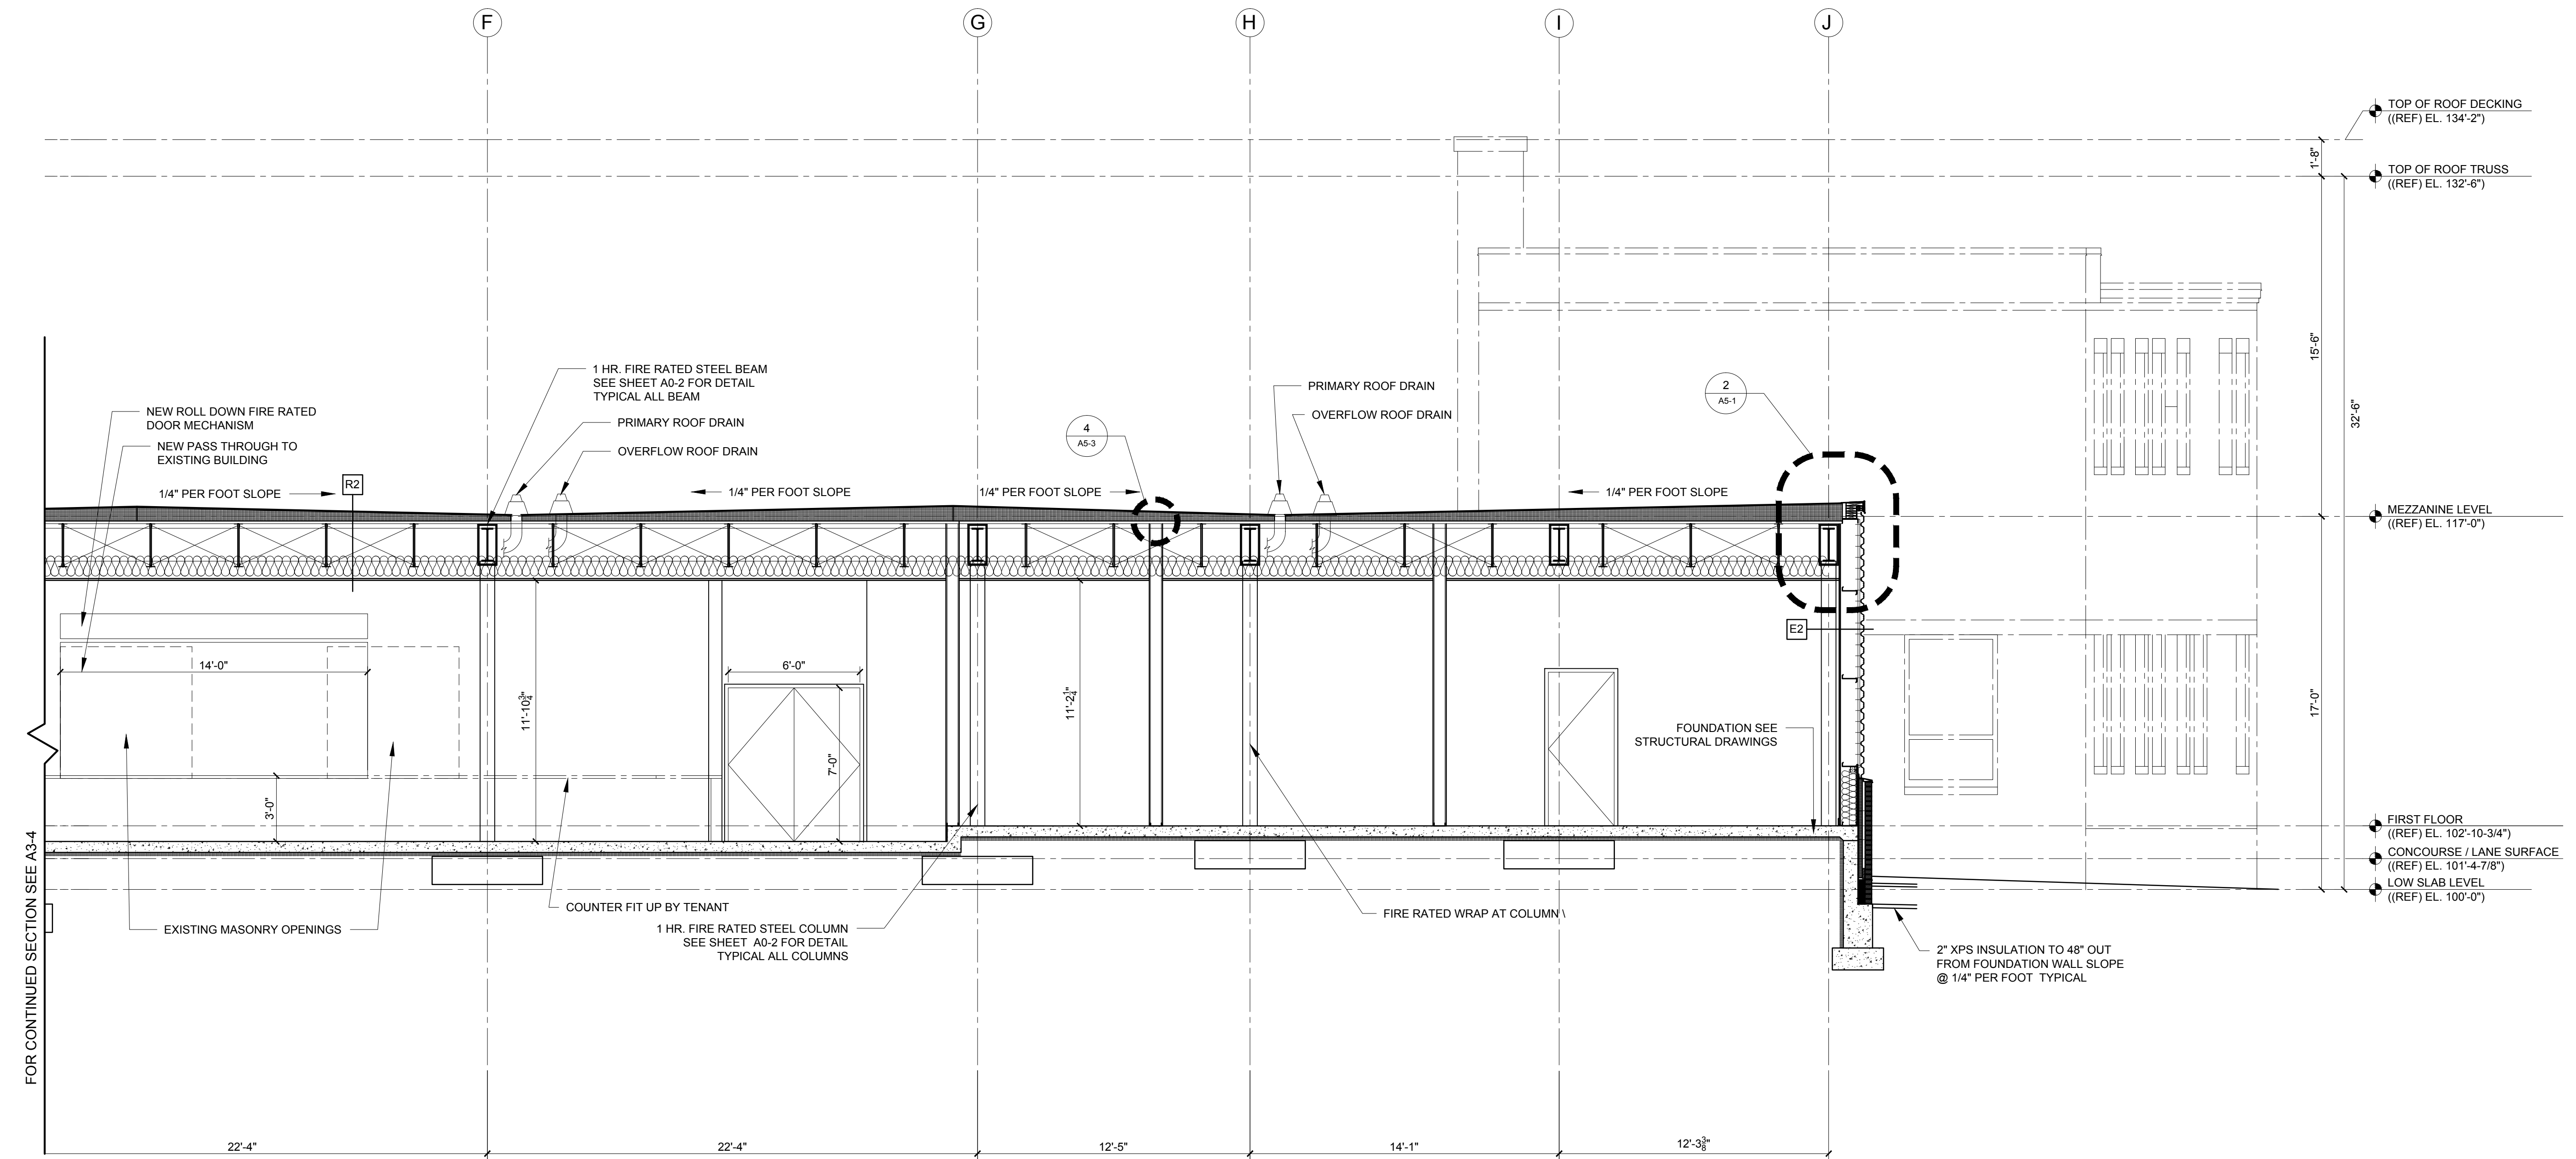 F
G
H
I
J
TOP OF ROOF DECKING
((REF) EL. 134'-2")
1'-8"
TOP OF ROOF TRUSS
((REF) EL. 132'-6")
15'-6"
32'-6"
1 HR. FIRE RATED STEEL BEAM
SEE SHEET A0-2 FOR DETAIL
TYPICAL ALL BEAM
PRIMARY ROOF DRAIN
OVERFLOW ROOF DRAIN
PRIMARY ROOF DRAIN
OVERFLOW ROOF DRAIN
2
A5-1
4
A5-3
NEW ROLL DOWN FIRE RATED
DOOR MECHANISM
NEW PASS THROUGH TO
EXISTING BUILDING
1/4" PER FOOT SLOPE
R2
1/4" PER FOOT SLOPE
1/4" PER FOOT SLOPE
1/4" PER FOOT SLOPE
MEZZANINE LEVEL
((REF) EL. 117'-0")
E2
14'-0"
6'-0"
11'-10 3/4"
11'-2 1/4"
7'-0"
3'-0"
17'-0"
FOUNDATION SEE
STRUCTURAL DRAWINGS
FIRST FLOOR
((REF) EL. 102'-10-3/4")
CONCOURSE / LANE SURFACE
((REF) EL. 101'-4-7/8")
LOW SLAB LEVEL
((REF) EL. 100'-0")
COUNTER FIT UP BY TENANT
EXISTING MASONRY OPENINGS
1 HR. FIRE RATED STEEL COLUMN
SEE SHEET A0-2 FOR DETAIL
TYPICAL ALL COLUMNS
FIRE RATED WRAP AT COLUMN \
2" XPS INSULATION TO 48" OUT
FROM FOUNDATION WALL SLOPE
@ 1/4" PER FOOT TYPICAL
FOR CONTINUED SECTION SEE A3-4
22'-4"
22'-4"
12'-5"
14'-1"
12'-3 3/8"